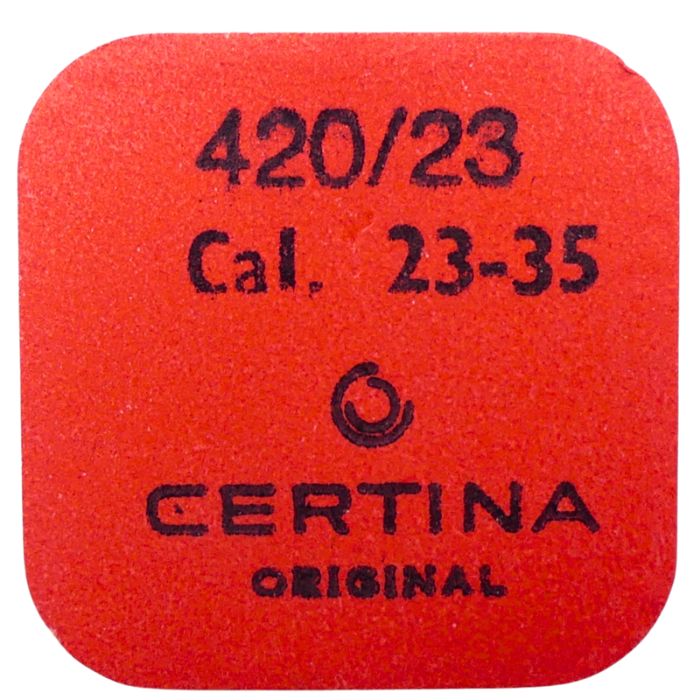 420/23
Cal. 23-35
CERTINA
ORIGINAL